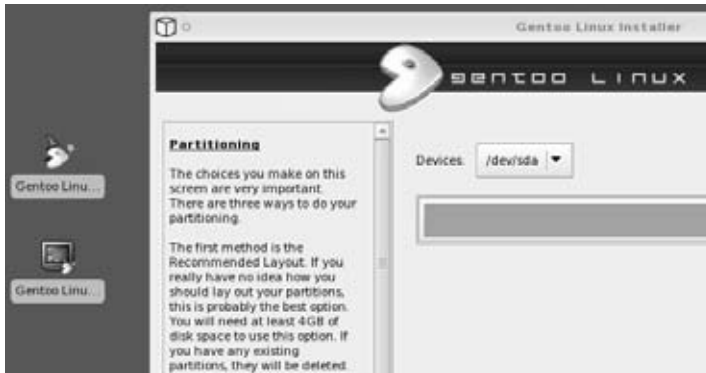 Gentoo Linux Installer
gentoo linux
Gentoo Linu...
Gentoo Linu...
Partitioning
The choices you make on this
screen are very important.
There are three ways to do your
partitioning.
The first method is the
Recommended Layout. If you
really have no idea how you
should lay out your partitions,
this is probably the best option.
You will need at least 4GB of
disk space to use this option. If
you have any existing
partitions, they will be deleted.
Devices: /dev/sda